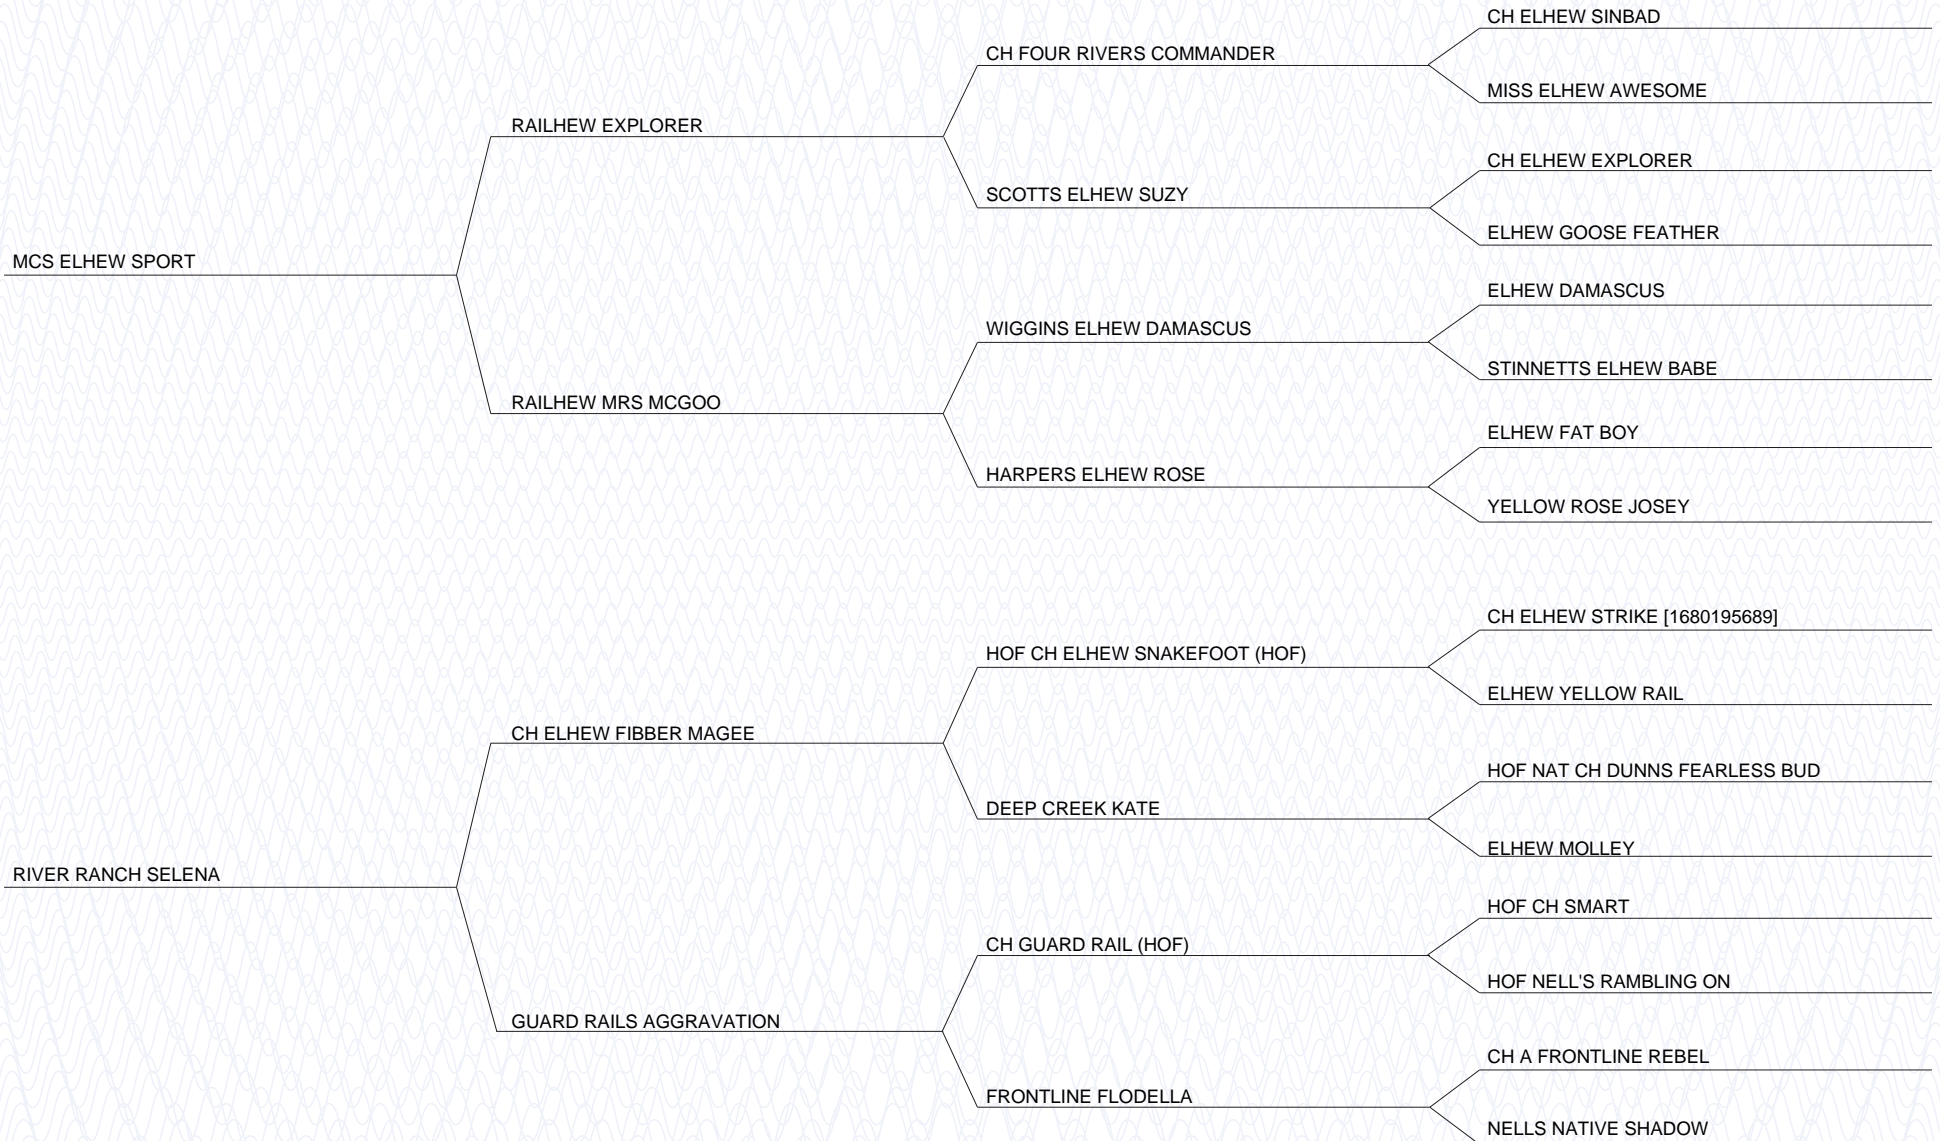 CH ELHEW SINBAD
CH FOUR RIVERS COMMANDER
MISS ELHEW AWESOME
RAILHEW EXPLORER
CH ELHEW EXPLORER
SCOTTS ELHEW SUZY
ELHEW GOOSE FEATHER
MCS ELHEW SPORT
ELHEW DAMASCUS
WIGGINS ELHEW DAMASCUS
STINNETTS ELHEW BABE
RAILHEW MRS MCGOO
ELHEW FAT BOY
HARPERS ELHEW ROSE
YELLOW ROSE JOSEY
CH ELHEW STRIKE [1680195689]
HOF CH ELHEW SNAKEFOOT (HOF)
ELHEW YELLOW RAIL
CH ELHEW FIBBER MAGEE
HOF NAT CH DUNNS FEARLESS BUD
DEEP CREEK KATE
ELHEW MOLLEY
RIVER RANCH SELENA
HOF CH SMART
CH GUARD RAIL (HOF)
HOF NELL'S RAMBLING ON
GUARD RAILS AGGRAVATION
CH A FRONTLINE REBEL
FRONTLINE FLODELLA
NELLS NATIVE SHADOW